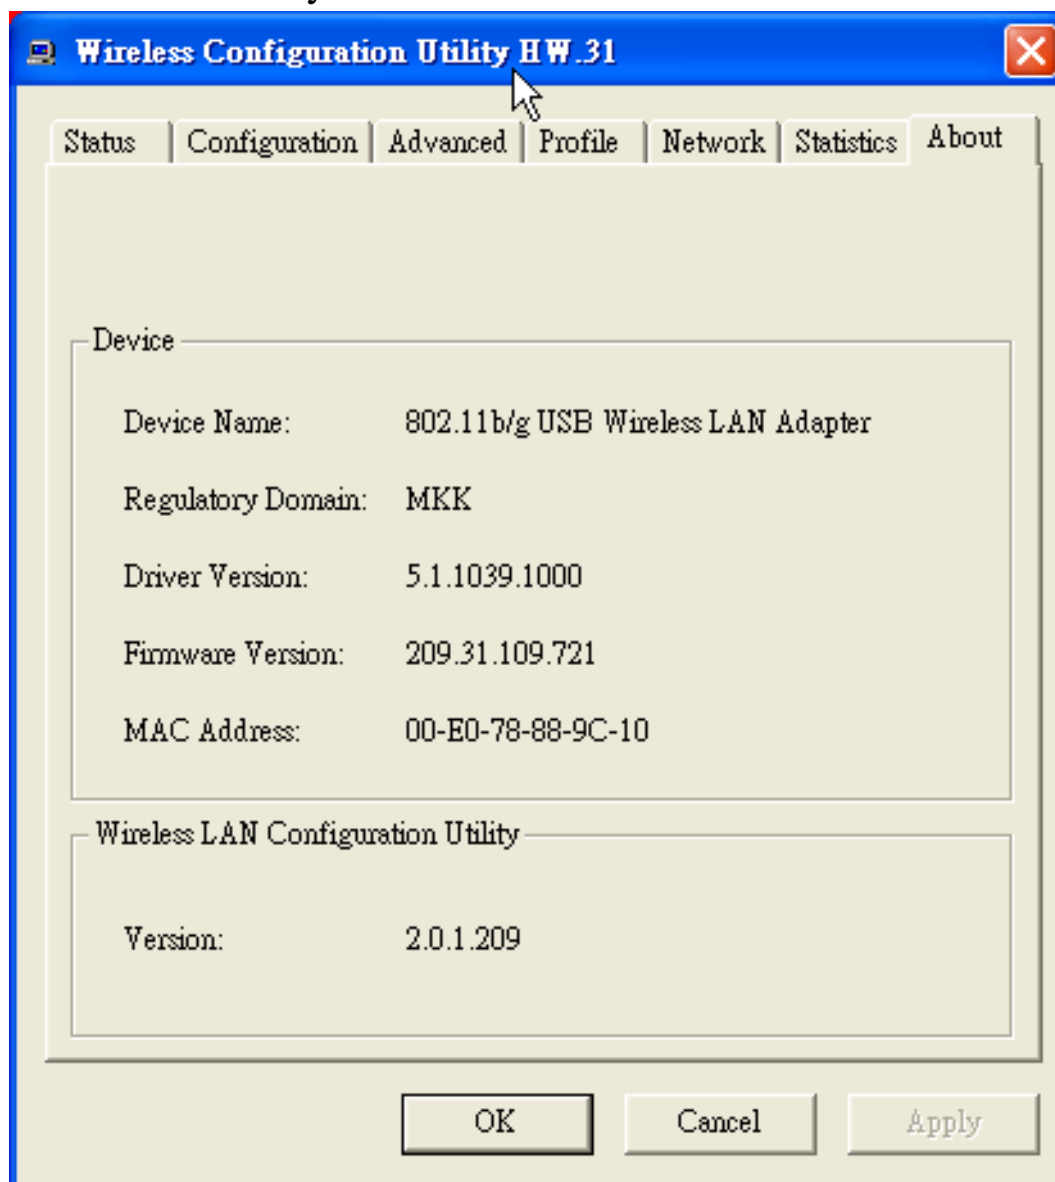 Wireless Configuration Utility HW.31
Status Configuration Advanced Profile Network Statistics About
Device
Device Name: 802.11b/g USB Wireless LAN Adapter
Regulatory Domain: MKK
Driver Version: 5.1.1039.1000
Firmware Version: 209.31.109.721
MAC Address: 00-E0-78-88-9C-10
Wireless LAN Configuration Utility
Version: 2.0.1.209
OK Cancel Apply